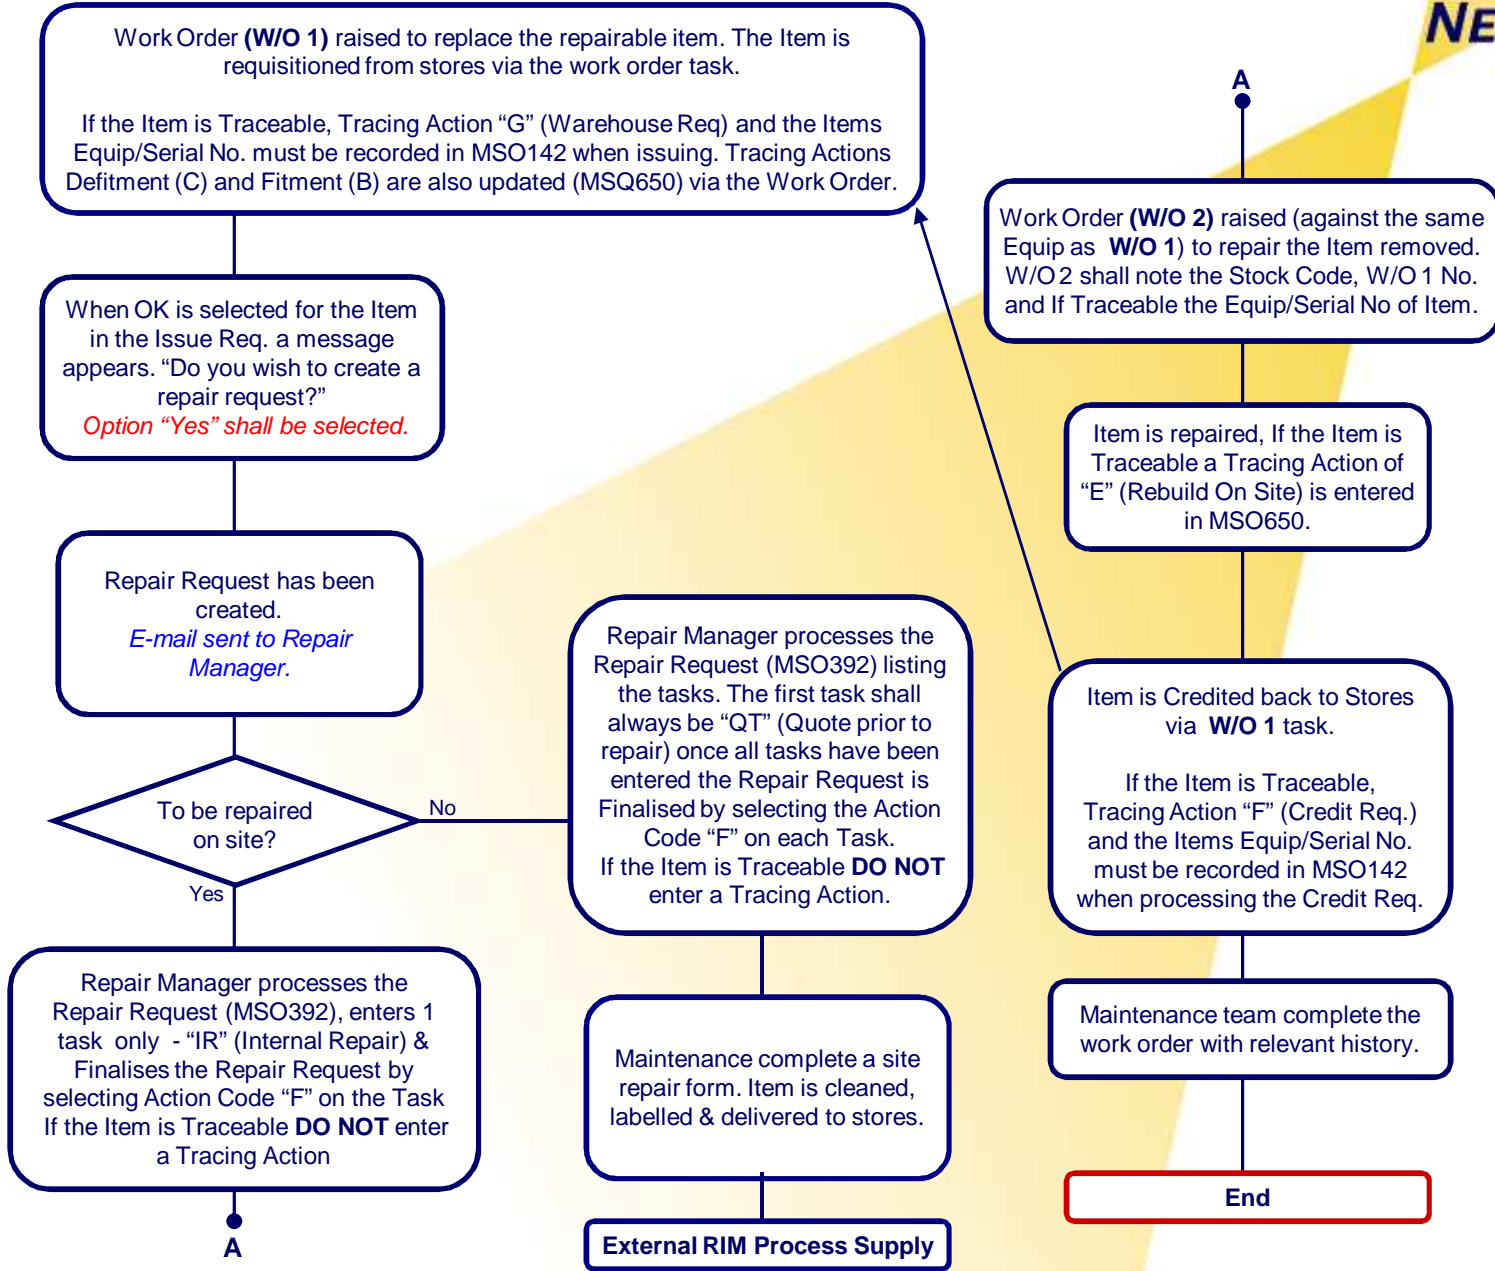 NE
Work Order (W/O 1) raised to replace the repairable item. The Item is
requisitioned from stores via the work order task.
If the Item is Traceable, Tracing Action “G” (Warehouse Req) and the Items
Equip/Serial No. must be recorded in MSO142 when issuing. Tracing Actions
Defitment (C) and Fitment (B) are also updated (MSQ650) via the Work Order.
When OK is selected for the Item
in the Issue Req. a message
appears. “Do you wish to create a
repair request?”
Option “Yes” shall be selected.
Repair Request has been
created.
E-mail sent to Repair
Manager.
To be repaired
on site?
No
Yes
Repair Manager processes the
Repair Request (MSO392), enters 1
task only - “IR” (Internal Repair) &
Finalises the Repair Request by
selecting Action Code “F” on the Task
If the Item is Traceable DO NOT enter
a Tracing Action
A
Repair Manager processes the
Repair Request (MSO392) listing
the tasks. The first task shall
always be “QT” (Quote prior to
repair) once all tasks have been
entered the Repair Request is
Finalised by selecting the Action
Code “F” on each Task.
If the Item is Traceable DO NOT
enter a Tracing Action.
Maintenance complete a site
repair form. Item is cleaned,
labelled & delivered to stores.
External RIM Process Supply
A
Work Order (W/O 2) raised (against the same
Equip as W/O 1) to repair the Item removed.
W/O 2 shall note the Stock Code, W/O 1 No.
and If Traceable the Equip/Serial No of Item.
Item is repaired, If the Item is
Traceable a Tracing Action of
“E” (Rebuild On Site) is entered
in MSO650.
Item is Credited back to Stores
via W/O 1 task.
If the Item is Traceable,
Tracing Action “F” (Credit Req.)
and the Items Equip/Serial No.
must be recorded in MSO142
when processing the Credit Req.
Maintenance team complete the
work order with relevant history.
End